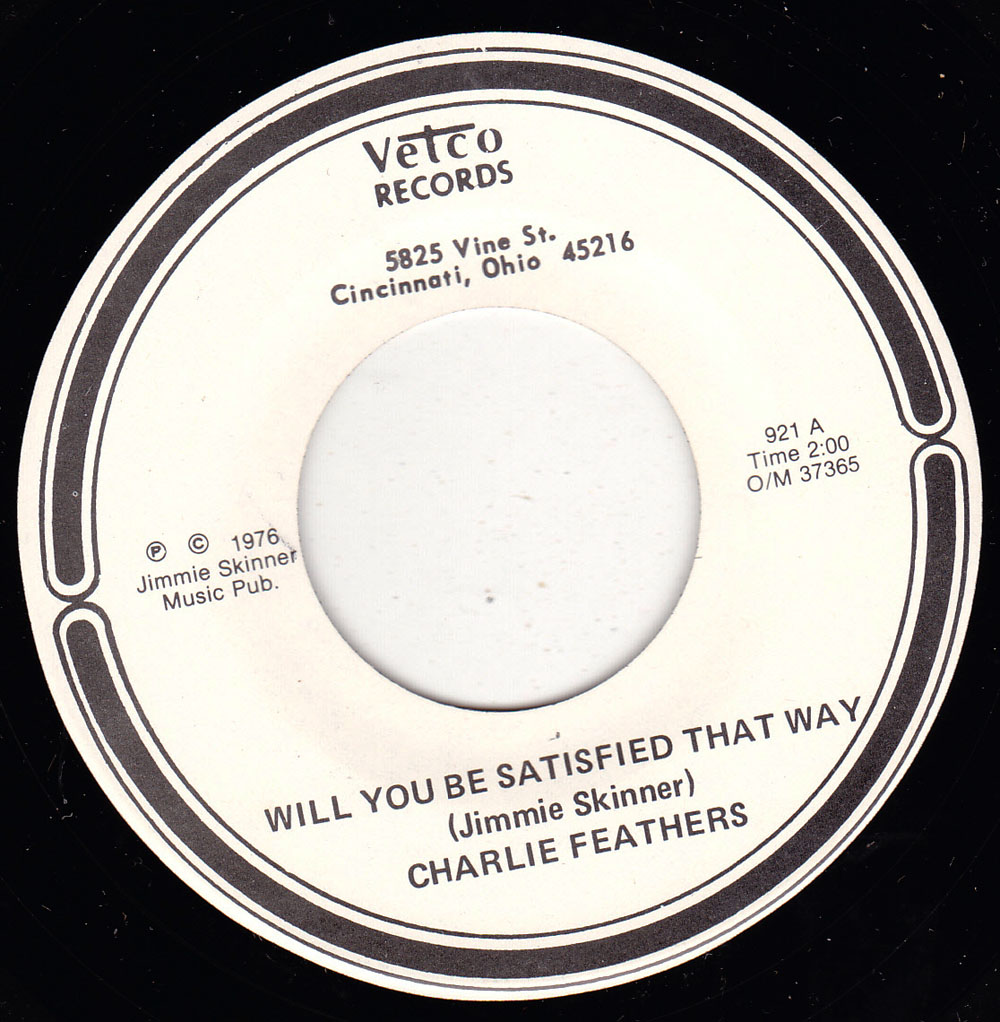 Vetco
RECORDS
5825 Vine St.
Cincinnati, Ohio 45216
921 A
Time 2:00
O/M 37365
Ⓟ © 1976
Jimmie Skinner
Music Pub.
WILL YOU BE SATISFIED THAT WAY
(Jimmie Skinner)
CHARLIE FEATHERS